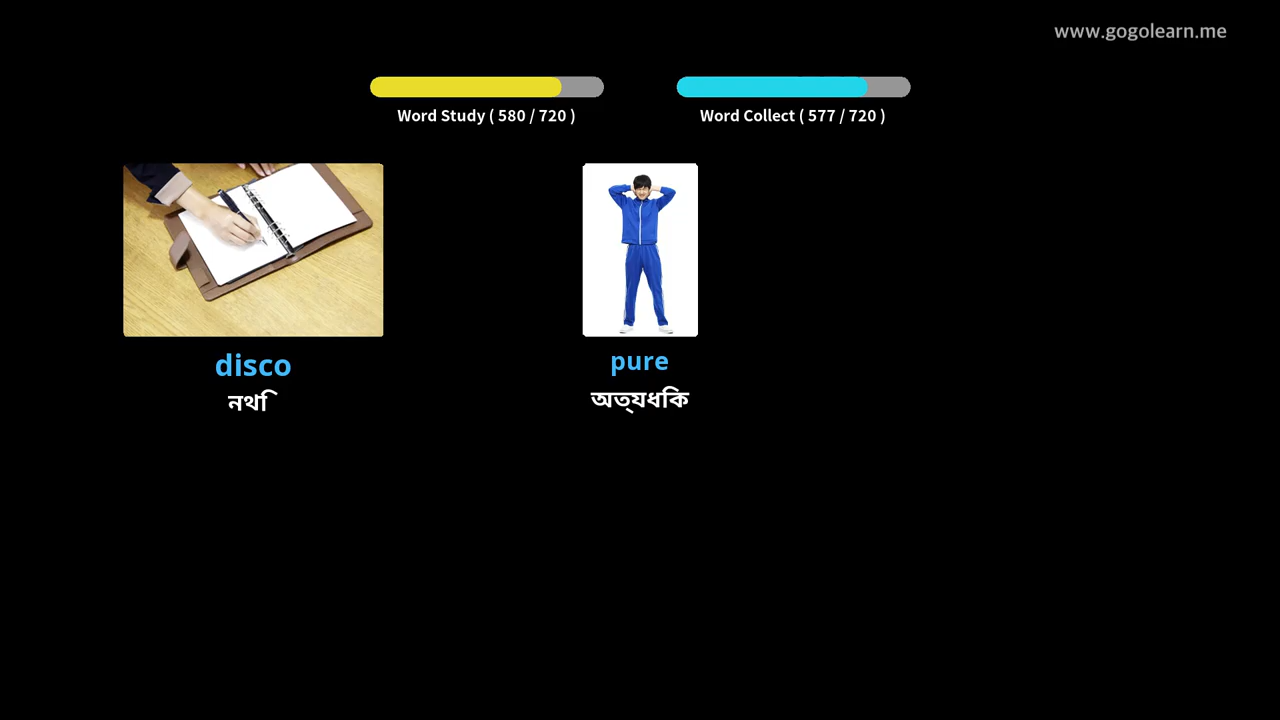 www.gogolearn.me
Word Study ( 580 / 720 )
Word Collect ( 577 / 720 )
disco
নথি
pure
অত্যধিক